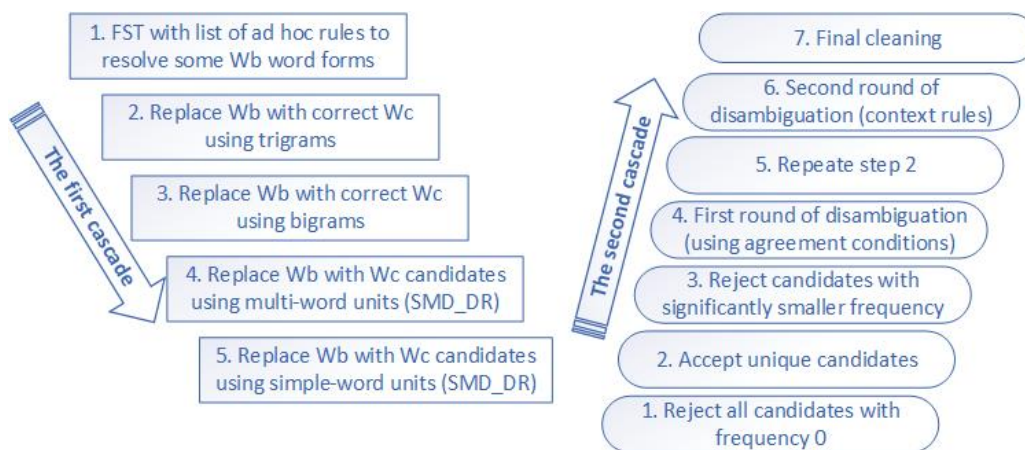 1. FST with list of ad hoc rules to
resolve some Wb word forms
2. Replace Wb with correct Wc
using trigrams
3. Replace Wb with correct Wc
using bigrams
4. Replace Wb with Wc candidates
using multi-word units (SMD_DR)
5. Replace Wb with Wc candidates
using simple-word units (SMD_DR)
The first cascade
7. Final cleaning
6. Second round of
disambiguation (context rules)
5. Repeate step 2
4. First round of disambiguation
(using agreement conditions)
3. Reject candidates with
significantly smaller frequency
2. Accept unique candidates
1. Reject all candidates with
frequency 0
The second cascade